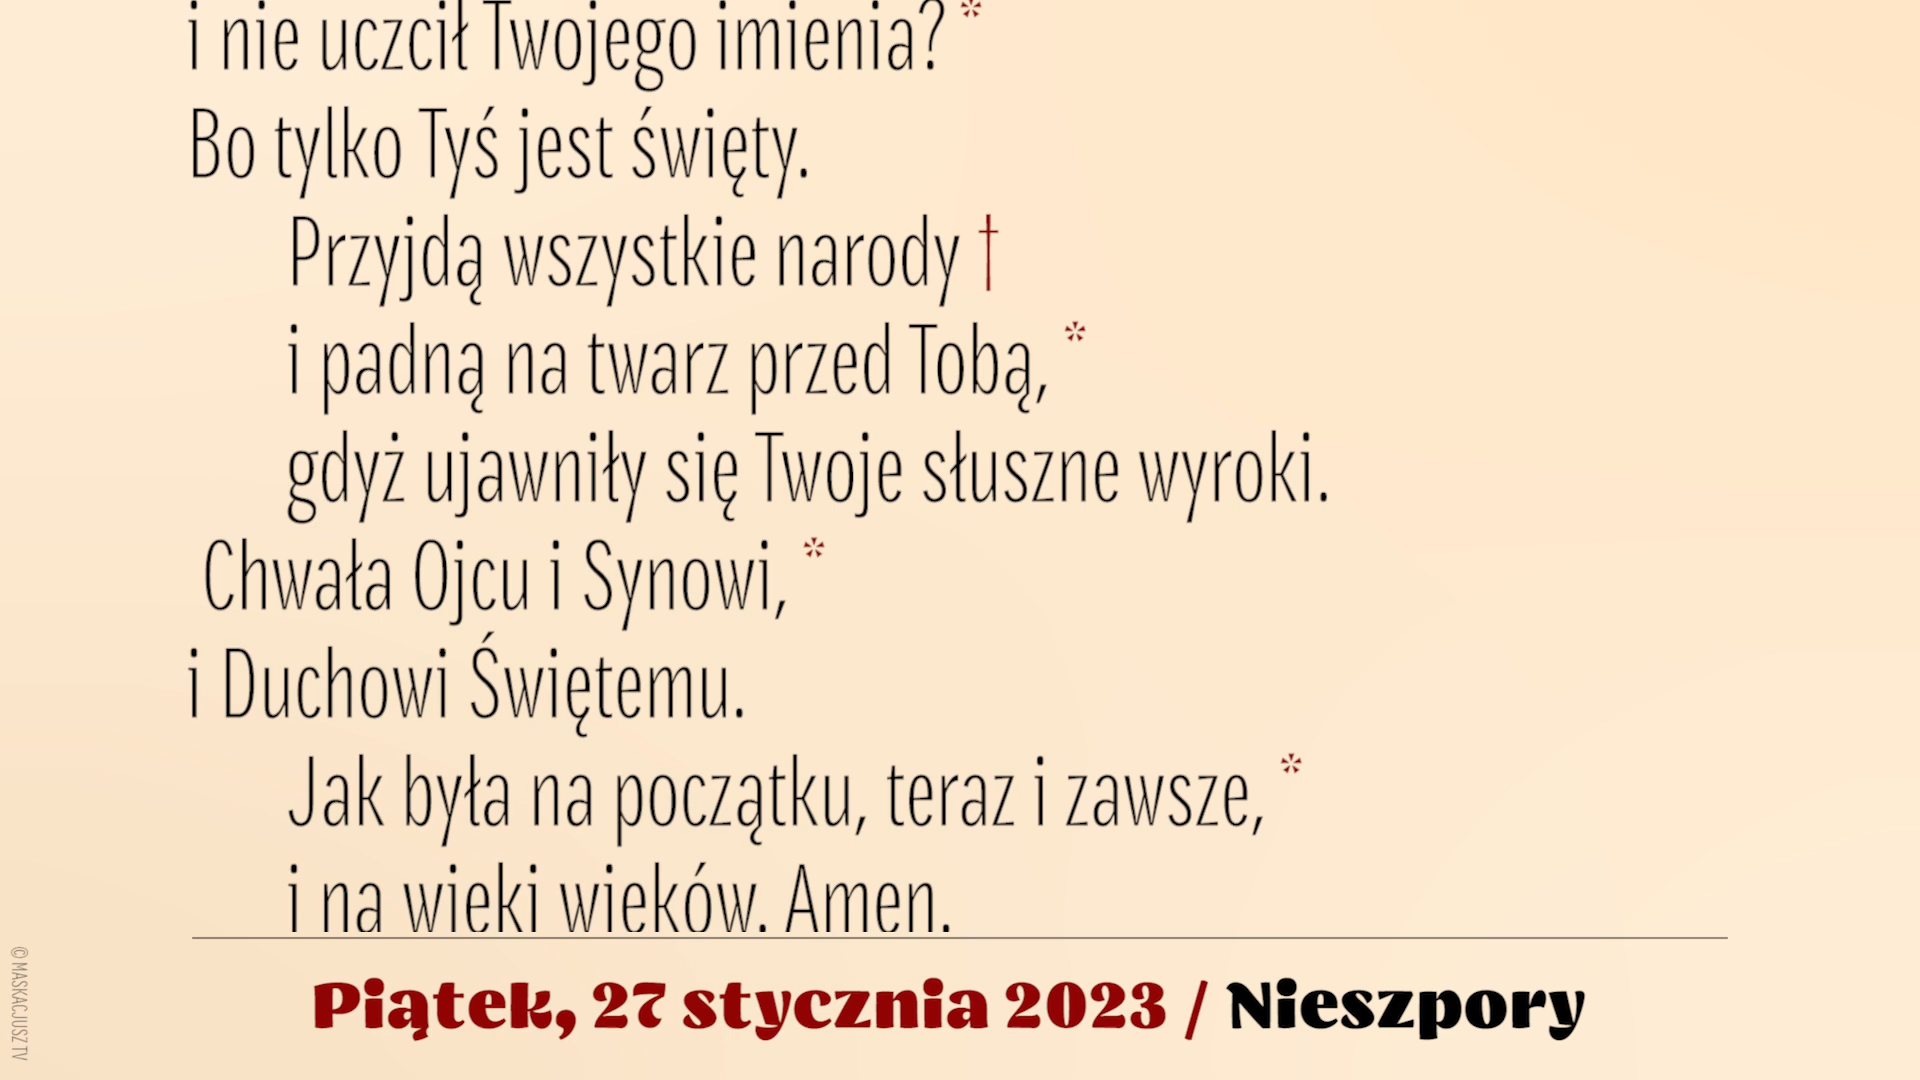 i nie uczcił Twojego imienia? *
Bo tylko Tyś jest święty.
Przyjdą wszystkie narody †
i padną na twarz przed Tobą, *
gdyż ujawniły się Twoje słuszne wyroki.
Chwała Ojcu i Synowi, *
i Duchowi Świętemu.
Jak była na początku, teraz i zawsze, *
i na wieki wieków. Amen.
Piątek, 27 stycznia 2023 / Nieszpory
© MASKACJUSZ TV